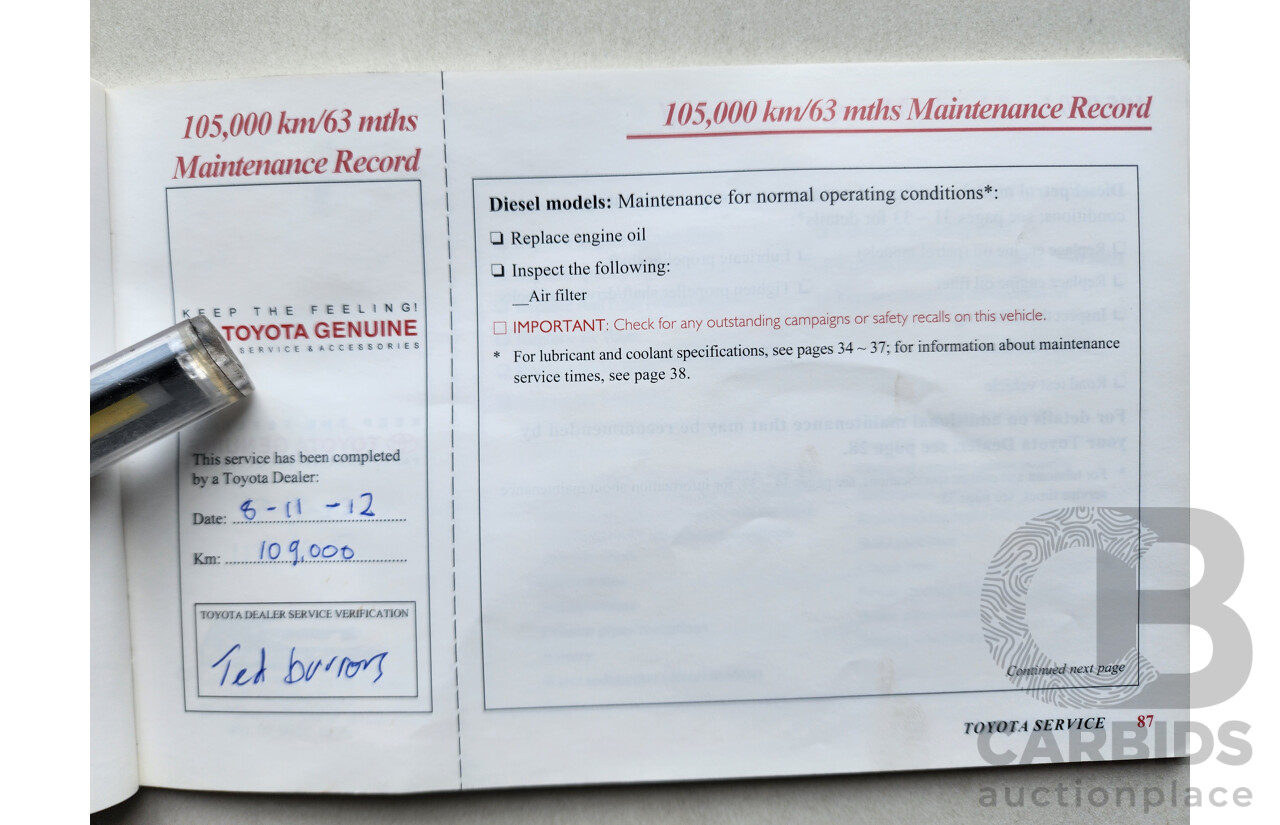 105,000 km/63 mths
Maintenance Record
KEEP THE FEELING!
TOYOTA GENUINE
SERVICE & ACCESSORIES
This service has been completed
by a Toyota Dealer:
Date: 8-11-12
Km: 109,000
TOYOTA DEALER SERVICE VERIFICATION
Ted burrows
105,000 km/63 mths Maintenance Record
Diesel models: Maintenance for normal operating conditions*:
❏ Replace engine oil
❏ Inspect the following:
__Air filter
☐ IMPORTANT: Check for any outstanding campaigns or safety recalls on this vehicle.
* For lubricant and coolant specifications, see pages 34 ~ 37; for information about maintenance
service times, see page 38.
Continued next page
TOYOTA SERVICE 87
CARBIDS
auctionplace